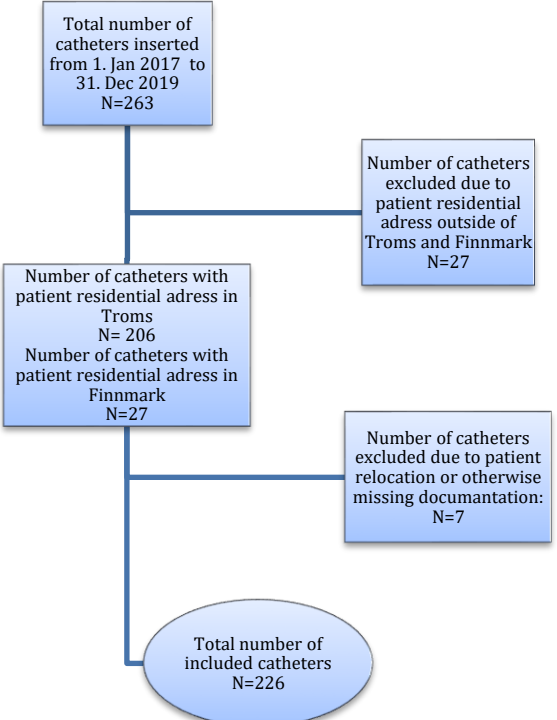 Total number of
catheters inserted
from 1. Jan 2017 to
31. Dec 2019
N=263
Number of catheters
excluded due to
patient residential
adress outside of
Troms and Finnmark
N=27
Number of catheters with
patient residential adress in
Troms
N= 206
Number of catheters with
patient residential adress in
Finnmark
N=27
Number of catheters
excluded due to patient
relocation or otherwise
missing documantation:
N=7
Total number of
included catheters
N=226